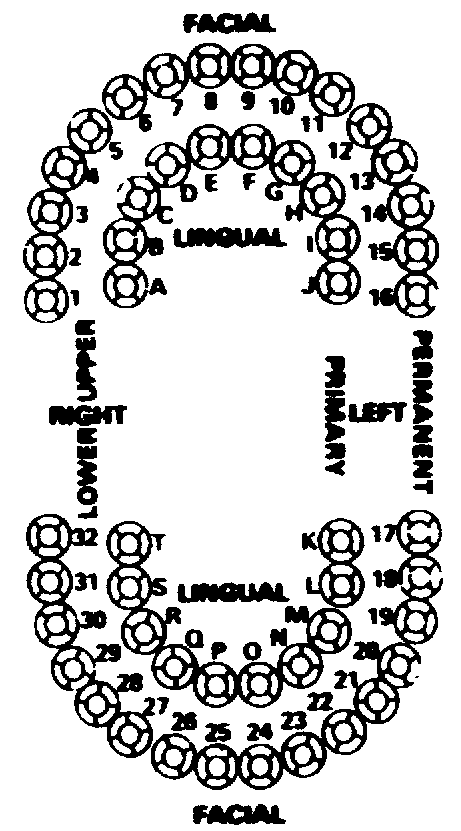 FACIAL
8 9
7 10
6 11
5 12
4 13
3 14
2 15
1 16
E F
D G
C H
B LINGUAL I
A J
UPPER
RIGHT
LOWER
PRIMARY
LEFT
PERMANENT
32 T K 17
31 S LINGUAL L 18
30 R M 19
29 Q P O N 20
28 21
27 22
26 25 24 23
FACIAL